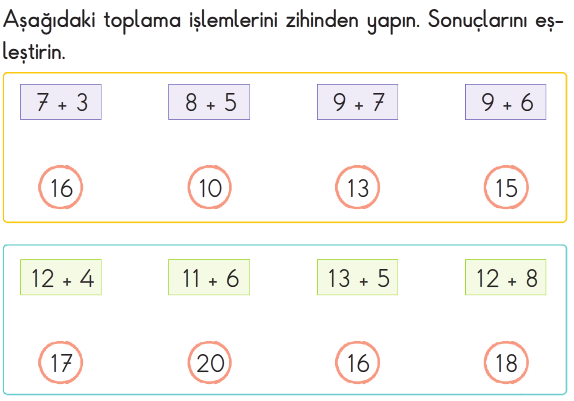 Aşağıdaki toplama işlemlerini zihinden yapın. Sonuçlarını eş-
leştirin.
7 + 3 8 + 5 9 + 7 9 + 6
16 10 13 15
12 + 4 11 + 6 13 + 5 12 + 8
17 20 16 18